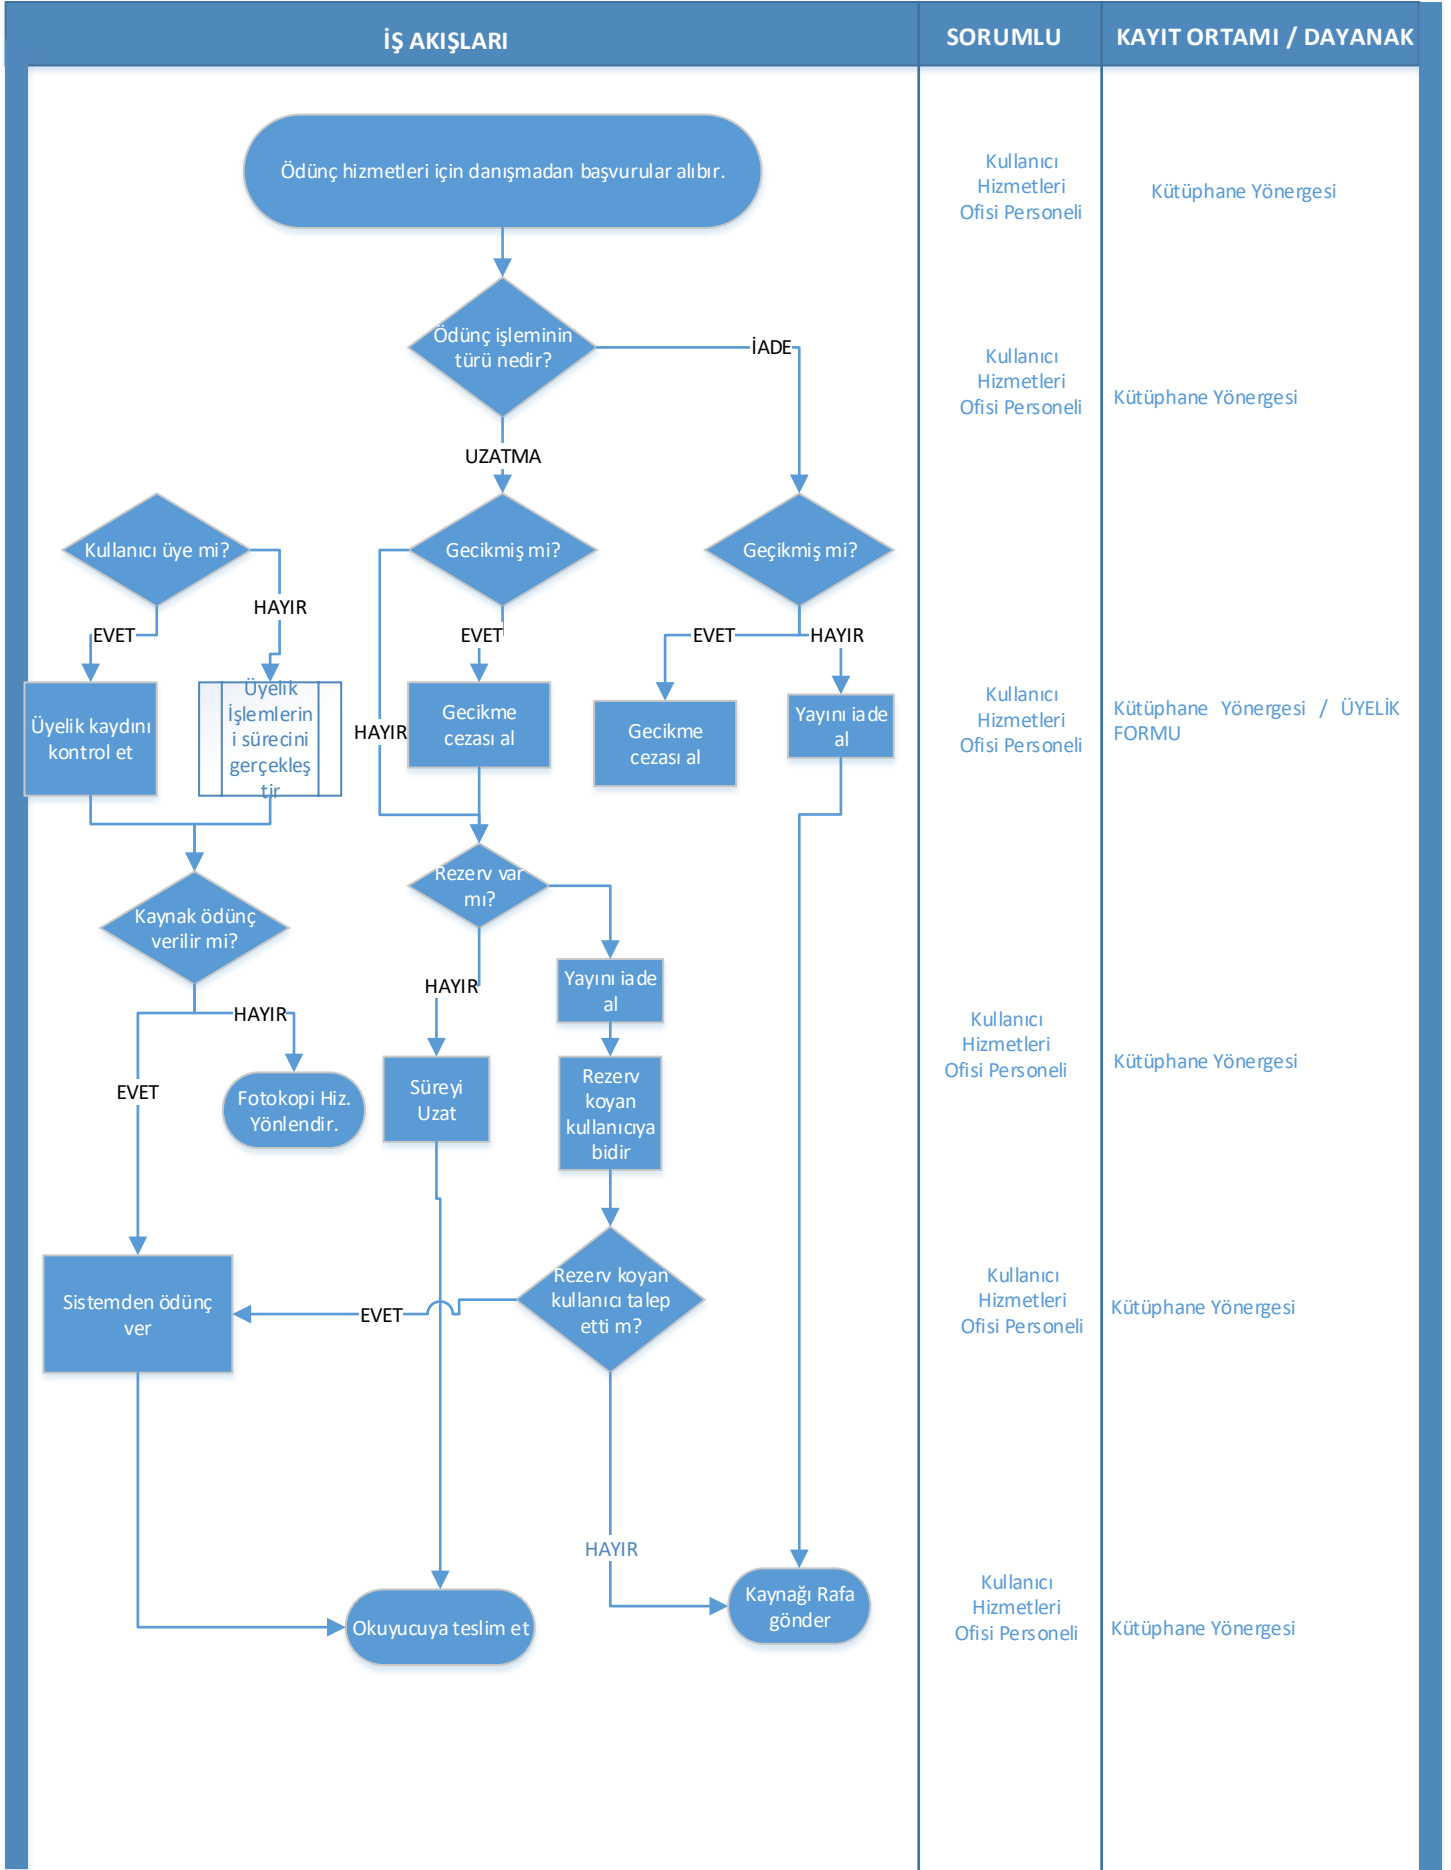 İŞ AKIŞLARI
SORUMLU
KAYIT ORTAMI / DAYANAK
Ödünç hizmetleri için danışmadan başvurular alıbır.
Kullanıcı
Hizmetleri
Ofisi Personeli
Kütüphane Yönergesi
Ödünç işleminin
türü nedir?
İADE
UZATMA
Kullanıcı
Hizmetleri
Ofisi Personeli
Kütüphane Yönergesi
Kullanıcı üye mi?
Gecikmiş mi?
Geçikmiş mi?
HAYIR
EVET
EVET
EVET
HAYIR
Üyelik kaydını
kontrol et
Üyelik
İşlemlerin
i sürecini
gerçekleş
tir
HAYIR
Gecikme
cezası al
Gecikme
cezası al
Yayını iade
al
Kullanıcı
Hizmetleri
Ofisi Personeli
Kütüphane Yönergesi / ÜYELİK
FORMU
Kaynak ödünç
verilir mi?
Rezerv var
mı?
HAYIR
HAYIR
EVET
Yayını iade
al
Fotokopi Hiz.
Yönlendir.
Süreyi
Uzat
Rezerv
koyan
kullanıcıya
bidir
Kullanıcı
Hizmetleri
Ofisi Personeli
Kütüphane Yönergesi
Sistemden ödünç
ver
EVET
Rezerv koyan
kullanıcı talep
etti m?
Kullanıcı
Hizmetleri
Ofisi Personeli
Kütüphane Yönergesi
HAYIR
Okuyucuya teslim et
Kaynağı Rafa
gönder
Kullanıcı
Hizmetleri
Ofisi Personeli
Kütüphane Yönergesi